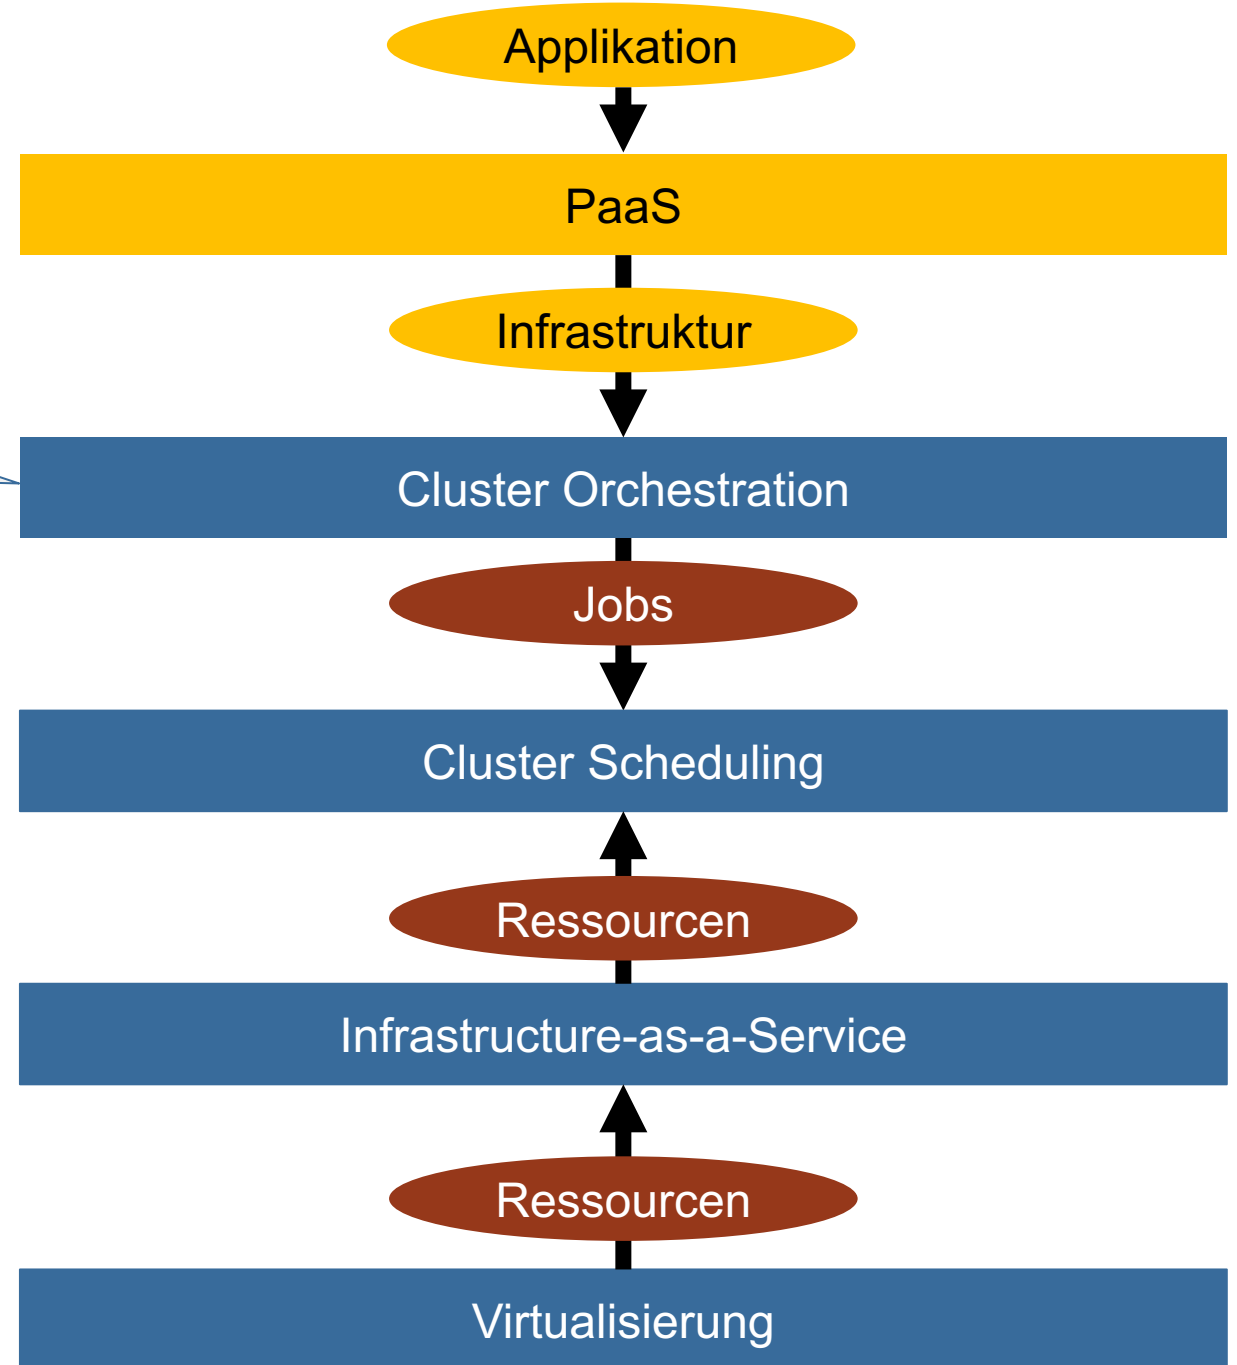 Applikation
PaaS
Infrastruktur
Cluster Orchestration
Jobs
Cluster Scheduling
Ressourcen
Infrastructure-as-a-Service
Ressourcen
Virtualisierung